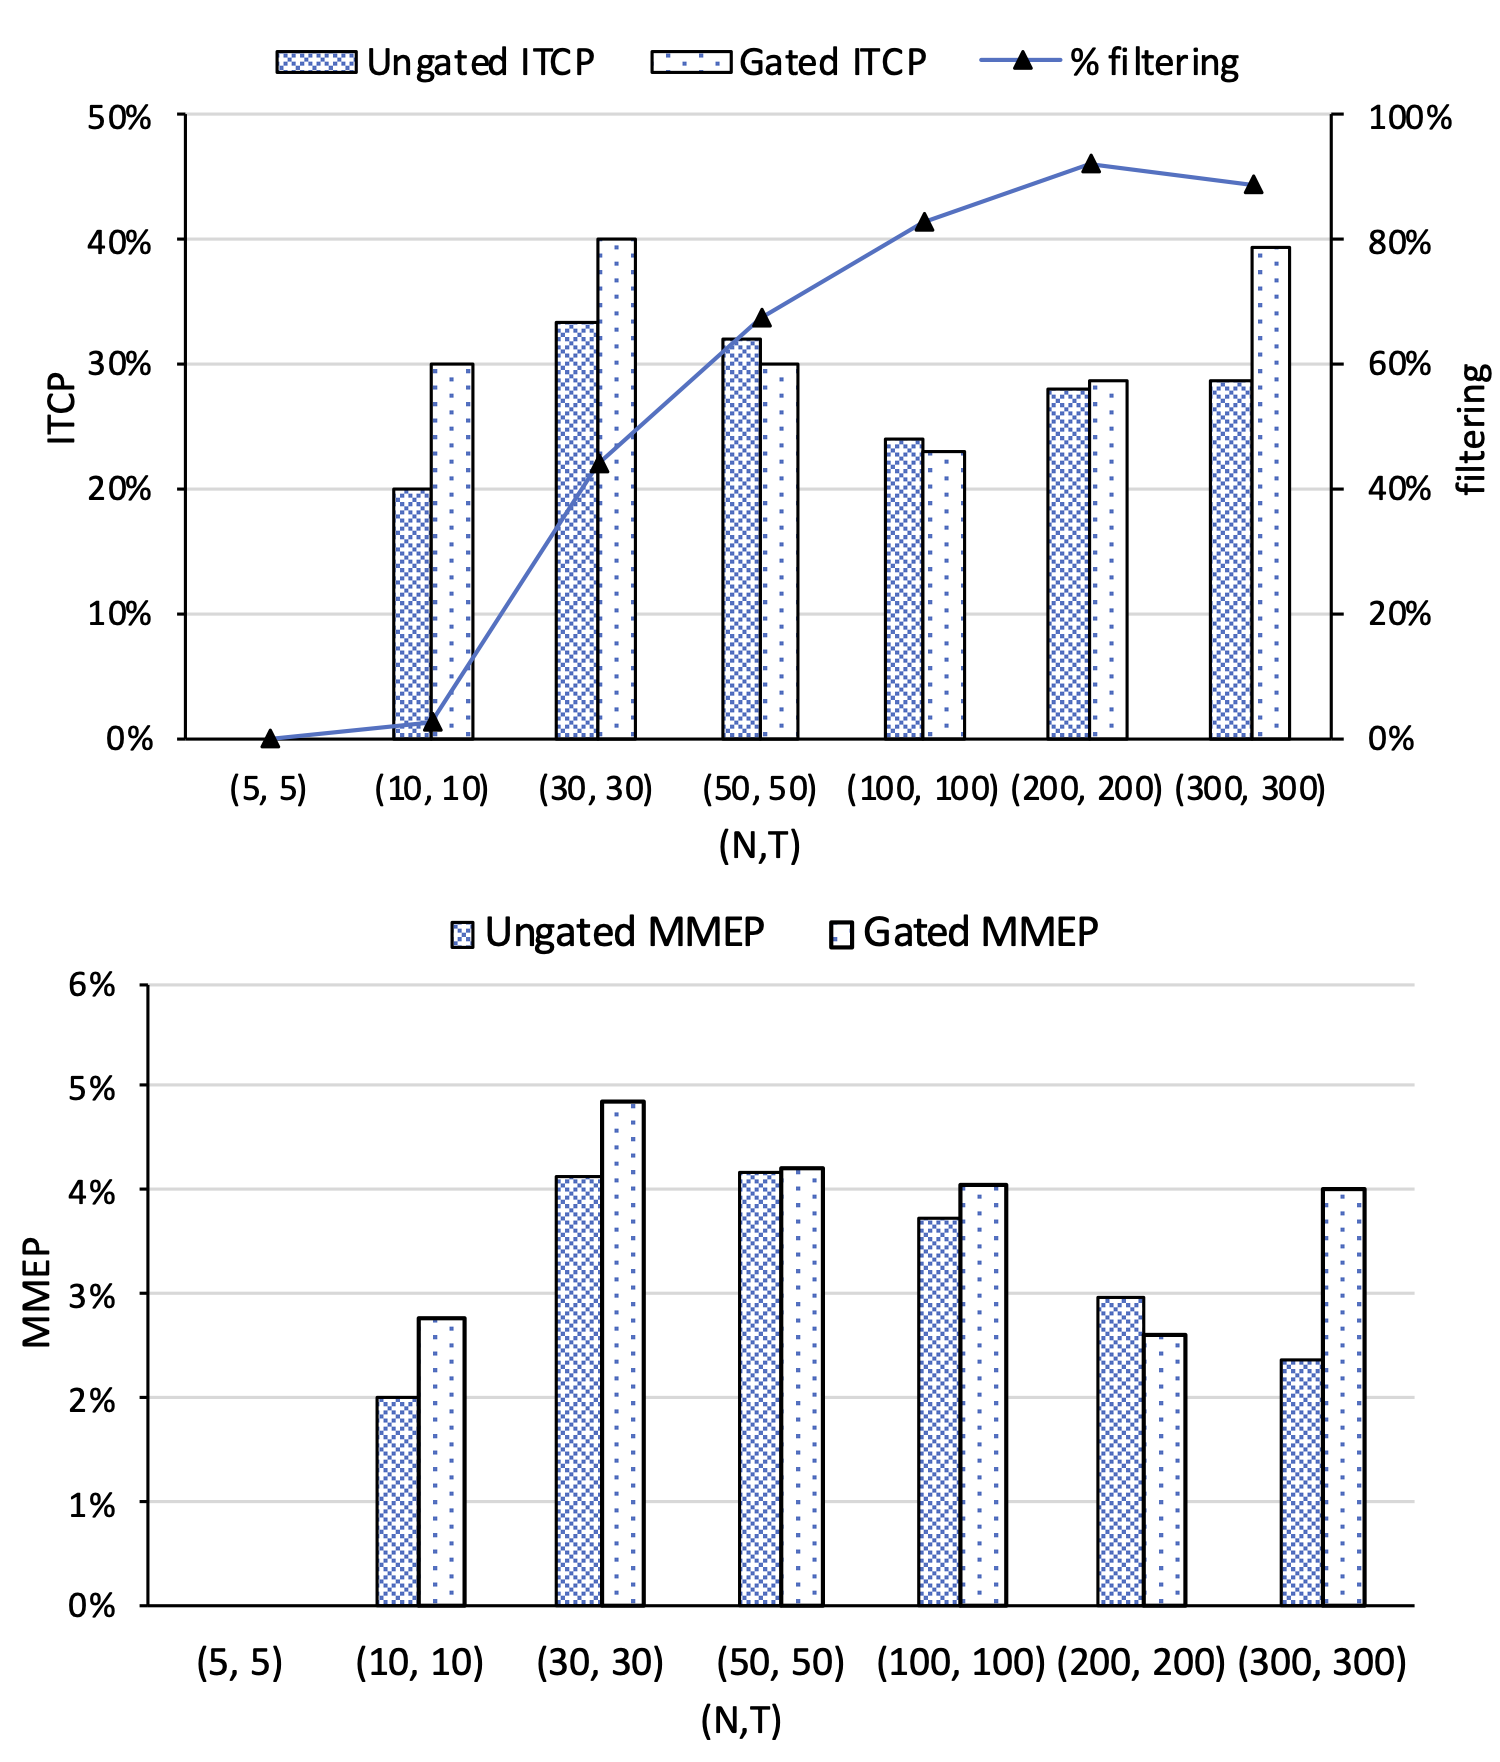 Ungated ITCP Gated ITCP % filtering
50% 100%
40% 80%
30% 60%
20% 40%
10% 20%
0% 0%
ITCP
filtering
(5, 5) (10, 10) (30, 30) (50, 50) (100, 100) (200, 200) (300, 300)
(N,T)
Ungated MMEP Gated MMEP
6%
5%
4%
3%
2%
1%
0%
MMEP
(5, 5) (10, 10) (30, 30) (50, 50) (100, 100) (200, 200) (300, 300)
(N,T)